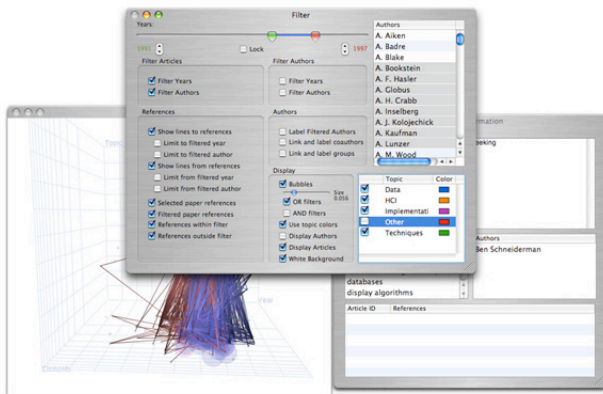 Filter
Years:
1991
Lock
1997
Filter Articles
Filter Years
Filter Authors
Filter Authors
Filter Years
Filter Authors
References
Show lines to references
Limit to filtered year
Limit to filtered author
Show lines from references
Limit from filtered year
Limit from filtered author
Selected paper references
Filtered paper references
References within filter
References outside filter
Authors
Label Filtered Authors
Link and label coauthors
Link and label groups
Display
Bubbles
Size
0.056
OR filters
AND filters
Use topic colors
Display Authors
Display Articles
White Background
Authors
A. Aiken
A. Badre
A. Blake
A. Bookstein
A. F. Hasler
A. Globus
A. H. Crabb
A. Inselberg
A. J. Kolojechick
A. Kaufman
A. Lunzer
A. M. Wood
Topic Color
Data
HCI
Implementati
Other
Techniques
rmation
eeking
Authors
Ben Schneiderman
databases
display algorithms
Article ID References
Topic
Year